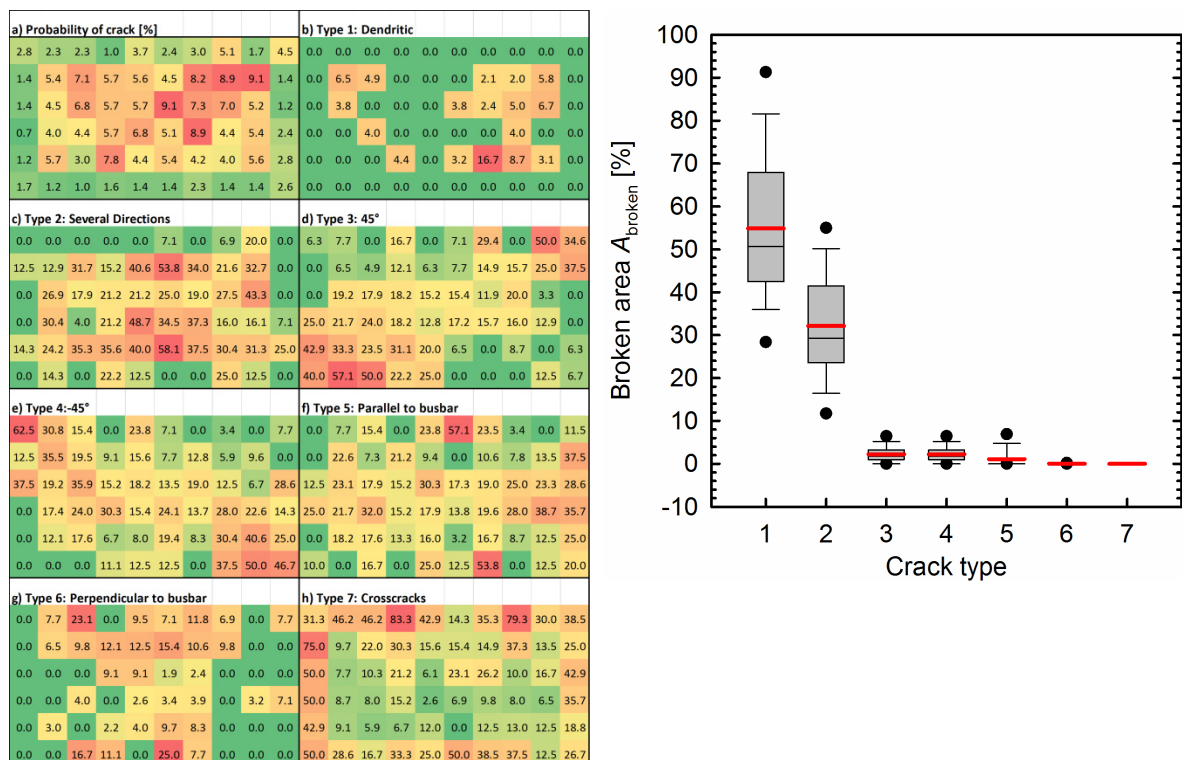 a) Probability of crack [%]
2.8 2.3 2.3 1.0 3.7 2.4 3.0 5.1 1.7 4.5
1.4 5.4 7.1 5.7 5.6 4.5 8.2 8.9 9.1 1.4
1.4 4.5 6.8 5.7 5.7 9.1 7.3 7.0 5.2 1.2
0.7 4.0 4.4 5.7 6.8 5.1 8.9 4.4 5.4 2.4
1.2 5.7 3.0 7.8 4.4 5.4 4.2 4.0 5.6 2.8
1.7 1.2 1.0 1.6 1.4 1.4 2.3 1.4 1.4 2.6
b) Type 1: Dendritic
0.0 0.0 0.0 0.0 0.0 0.0 0.0 0.0 0.0 0.0
0.0 6.5 4.9 0.0 0.0 0.0 2.1 2.0 5.8 0.0
0.0 3.8 0.0 0.0 0.0 3.8 2.4 5.0 6.7 0.0
0.0 0.0 4.0 0.0 0.0 0.0 0.0 4.0 0.0 0.0
0.0 0.0 0.0 4.4 0.0 3.2 16.7 8.7 3.1 0.0
0.0 0.0 0.0 0.0 0.0 0.0 0.0 0.0 0.0 0.0
c) Type 2: Several Directions
0.0 0.0 0.0 0.0 0.0 7.1 0.0 6.9 20.0 0.0
12.5 12.9 31.7 15.2 40.6 53.8 34.0 21.6 32.7 0.0
0.0 26.9 17.9 21.2 21.2 25.0 19.0 27.5 43.3 0.0
0.0 30.4 4.0 21.2 48.7 34.5 37.3 16.0 16.1 7.1
14.3 24.2 35.3 35.6 40.0 58.1 37.5 30.4 31.3 25.0
0.0 14.3 0.0 22.2 12.5 0.0 0.0 25.0 12.5 0.0
d) Type 3: 45°
6.3 7.7 0.0 16.7 0.0 7.1 29.4 0.0 50.0 34.6
0.0 6.5 4.9 12.1 6.3 7.7 14.9 15.7 25.0 37.5
0.0 19.2 17.9 18.2 15.2 15.4 11.9 20.0 3.3 0.0
25.0 21.7 24.0 18.2 12.8 17.2 15.7 16.0 12.9 0.0
42.9 33.3 23.5 31.1 20.0 6.5 0.0 8.7 0.0 6.3
40.0 57.1 50.0 22.2 25.0 0.0 0.0 0.0 12.5 6.7
e) Type 4:-45°
62.5 30.8 15.4 0.0 23.8 7.1 0.0 3.4 0.0 7.7
12.5 35.5 19.5 9.1 15.6 7.7 12.8 5.9 9.6 0.0
37.5 19.2 35.9 15.2 18.2 13.5 19.0 12.5 6.7 28.6
0.0 17.4 24.0 30.3 15.4 24.1 13.7 28.0 22.6 14.3
0.0 12.1 17.6 6.7 8.0 19.4 8.3 30.4 40.6 25.0
0.0 0.0 0.0 11.1 12.5 12.5 0.0 37.5 50.0 46.7
f) Type 5: Parallel to busbar
0.0 7.7 15.4 0.0 23.8 57.1 23.5 3.4 0.0 11.5
0.0 22.6 7.3 21.2 9.4 0.0 10.6 7.8 13.5 37.5
12.5 23.1 17.9 15.2 30.3 17.3 19.0 25.0 23.3 28.6
25.0 21.7 32.0 15.2 17.9 13.8 19.6 28.0 38.7 35.7
0.0 18.2 17.6 13.3 16.0 3.2 16.7 8.7 12.5 25.0
10.0 0.0 16.7 0.0 25.0 12.5 53.8 0.0 12.5 20.0
g) Type 6: Perpendicular to busbar
0.0 7.7 23.1 0.0 9.5 7.1 11.8 6.9 0.0 7.7
0.0 6.5 9.8 12.1 12.5 15.4 10.6 9.8 0.0 0.0
0.0 0.0 0.0 9.1 9.1 1.9 2.4 0.0 0.0 0.0
0.0 0.0 4.0 0.0 2.6 3.4 3.9 0.0 3.2 7.1
0.0 3.0 0.0 2.2 4.0 9.7 8.3 0.0 0.0 0.0
0.0 0.0 16.7 11.1 0.0 25.0 7.7 0.0 0.0 0.0
h) Type 7: Crosscracks
31.3 46.2 46.2 83.3 42.9 14.3 35.3 79.3 30.0 38.5
75.0 9.7 22.0 30.3 15.6 15.4 14.9 37.3 13.5 25.0
50.0 7.7 10.3 21.2 6.1 23.1 26.2 10.0 16.7 42.9
50.0 8.7 8.0 15.2 2.6 6.9 9.8 8.0 6.5 35.7
42.9 9.1 5.9 6.7 12.0 0.0 12.5 13.0 12.5 18.8
50.0 28.6 16.7 33.3 25.0 50.0 38.5 37.5 12.5 26.7
Broken area Abroken [%]
100
90
80
70
60
50
40
30
20
10
0
-10
1 2 3 4 5 6 7
Crack type